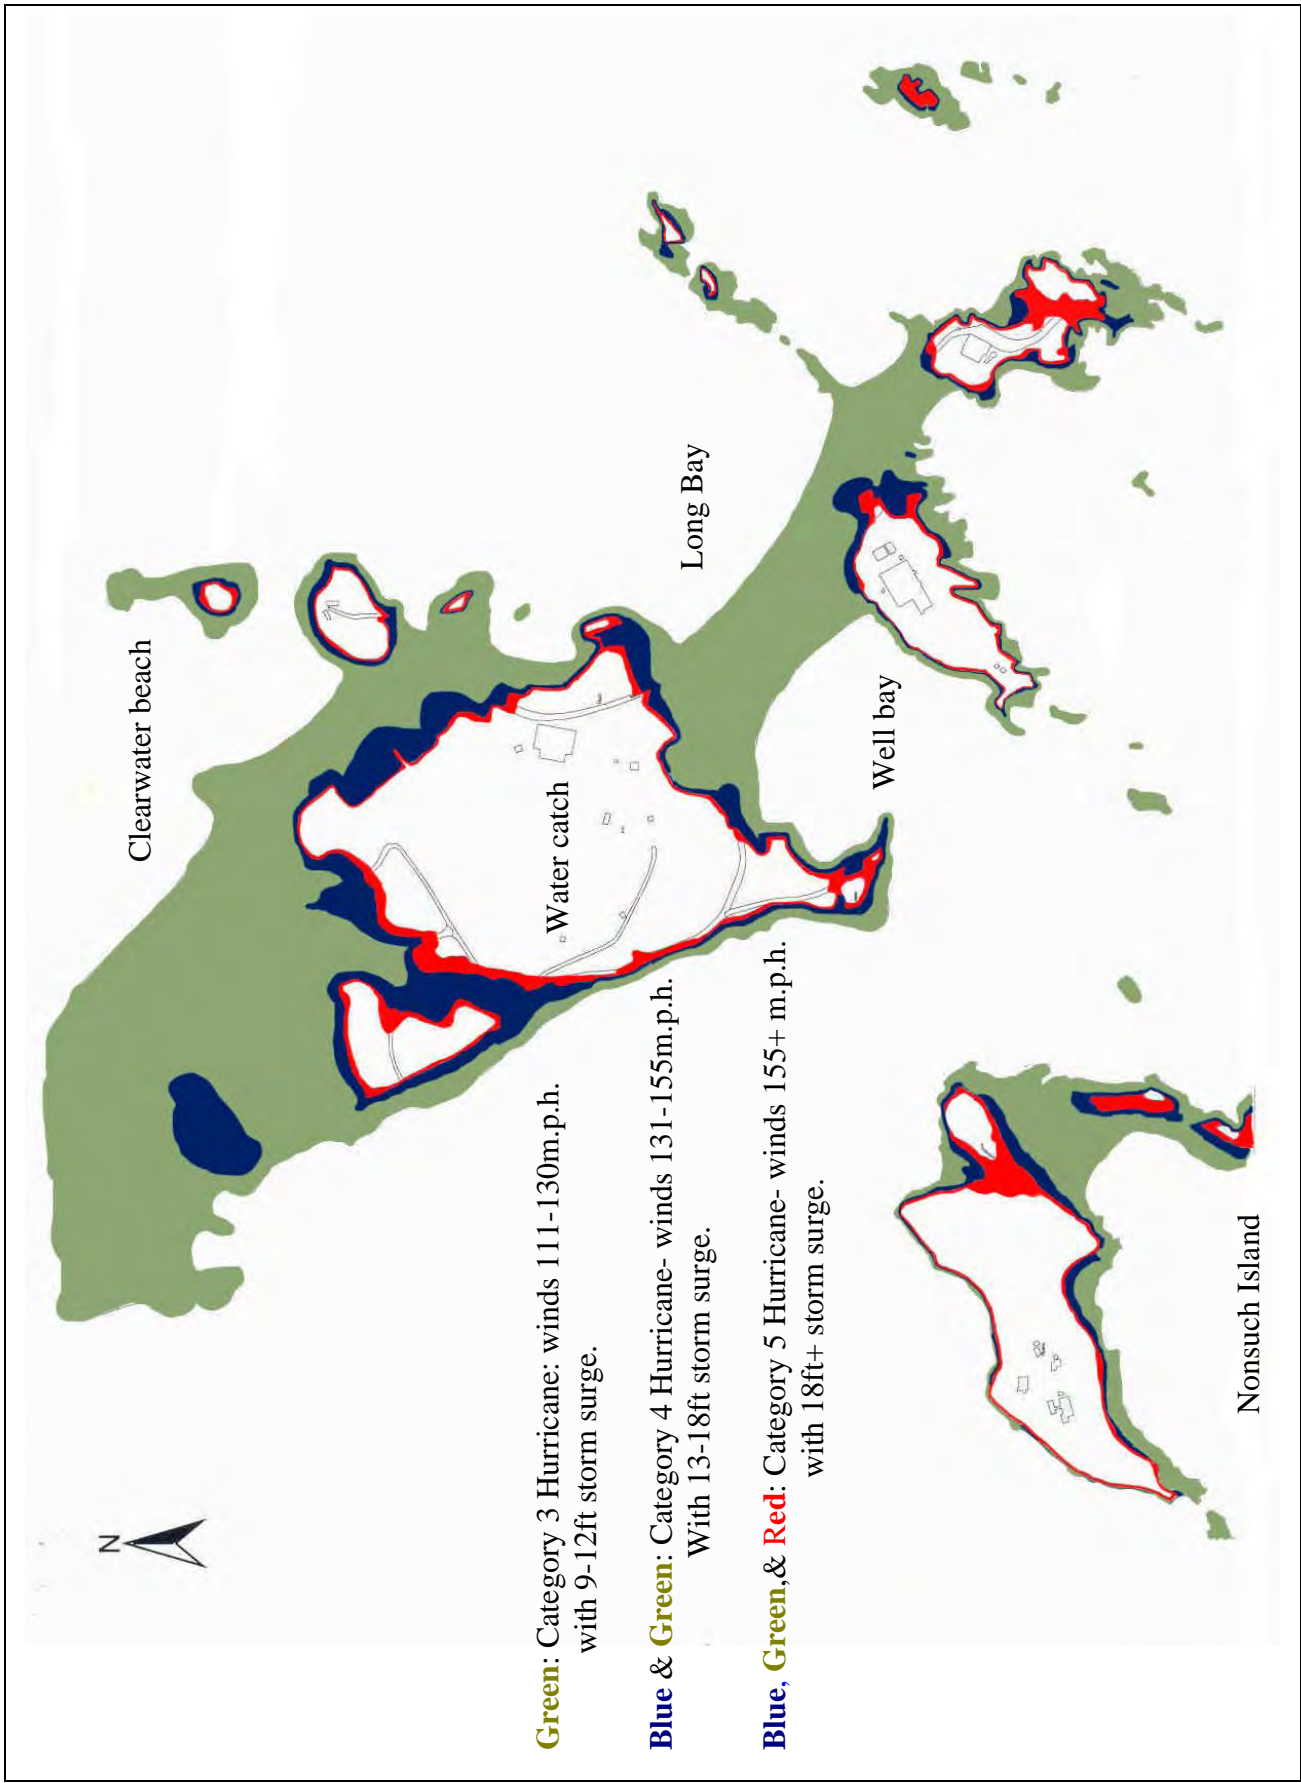 Clearwater beach
Long Bay
Water catch
Well bay
N
Green: Category 3 Hurricane: winds 111-130m.p.h.
with 9-12ft storm surge.
Blue & Green: Category 4 Hurricane- winds 131-155m.p.h.
With 13-18ft storm surge.
Blue, Green,& Red: Category 5 Hurricane- winds 155+ m.p.h.
with 18ft+ storm surge.
Nonsuch Island